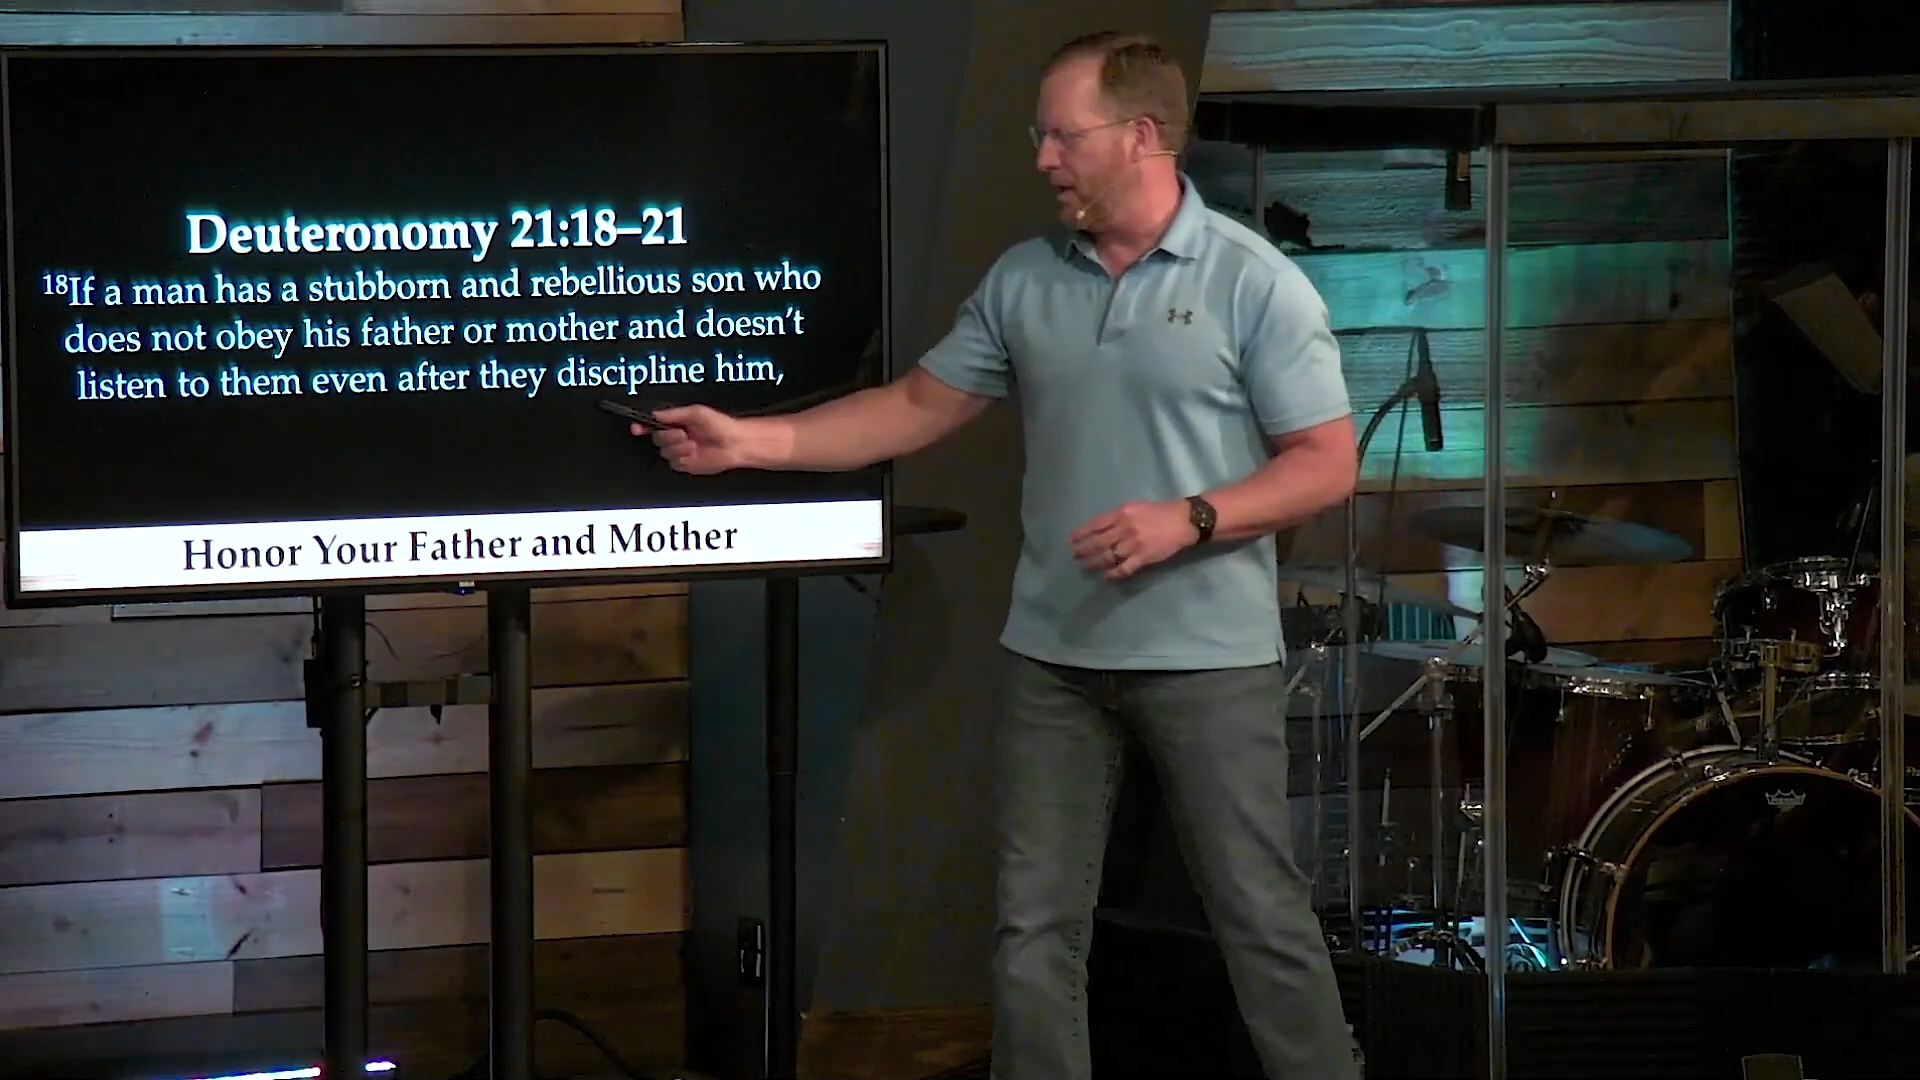 Deuteronomy 21:18–21
¹⁸If a man has a stubborn and rebellious son who
does not obey his father or mother and doesn't
listen to them even after they discipline him,
Honor Your Father and Mother